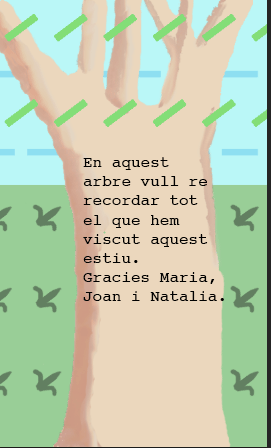 En aquest
arbre vull re
recordar tot
el que hem
viscut aquest
estiu.
Gracies Maria,
Joan i Natalia.